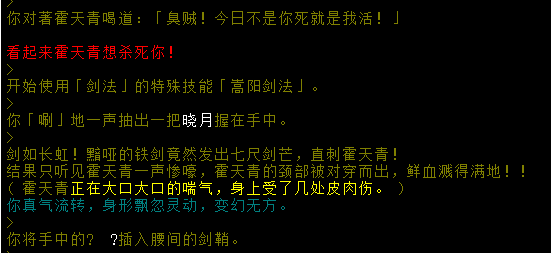 >
你对著霍天青喝道：「臭贼！今日不是你死就是我活！」
看起来霍天青想杀死你！
>
开始使用「剑法」的特殊技能「嵩阳剑法」。
>
你「唰」地一声抽出一把晓月握在手中。
>
剑如长虹！黯哑的铁剑竟然发出七尺剑芒，直刺霍天青！
结果只听见霍天青一声惨嚎，霍天青的颈部被对穿而出，鲜血溅得满地！！
（ 霍天青正在大口大口的喘气，身上受了几处皮肉伤。 ）
你真气流转，身形飘忽灵动，变幻无方。
>
你将手中的？ ?插入腰间的剑鞘。
>